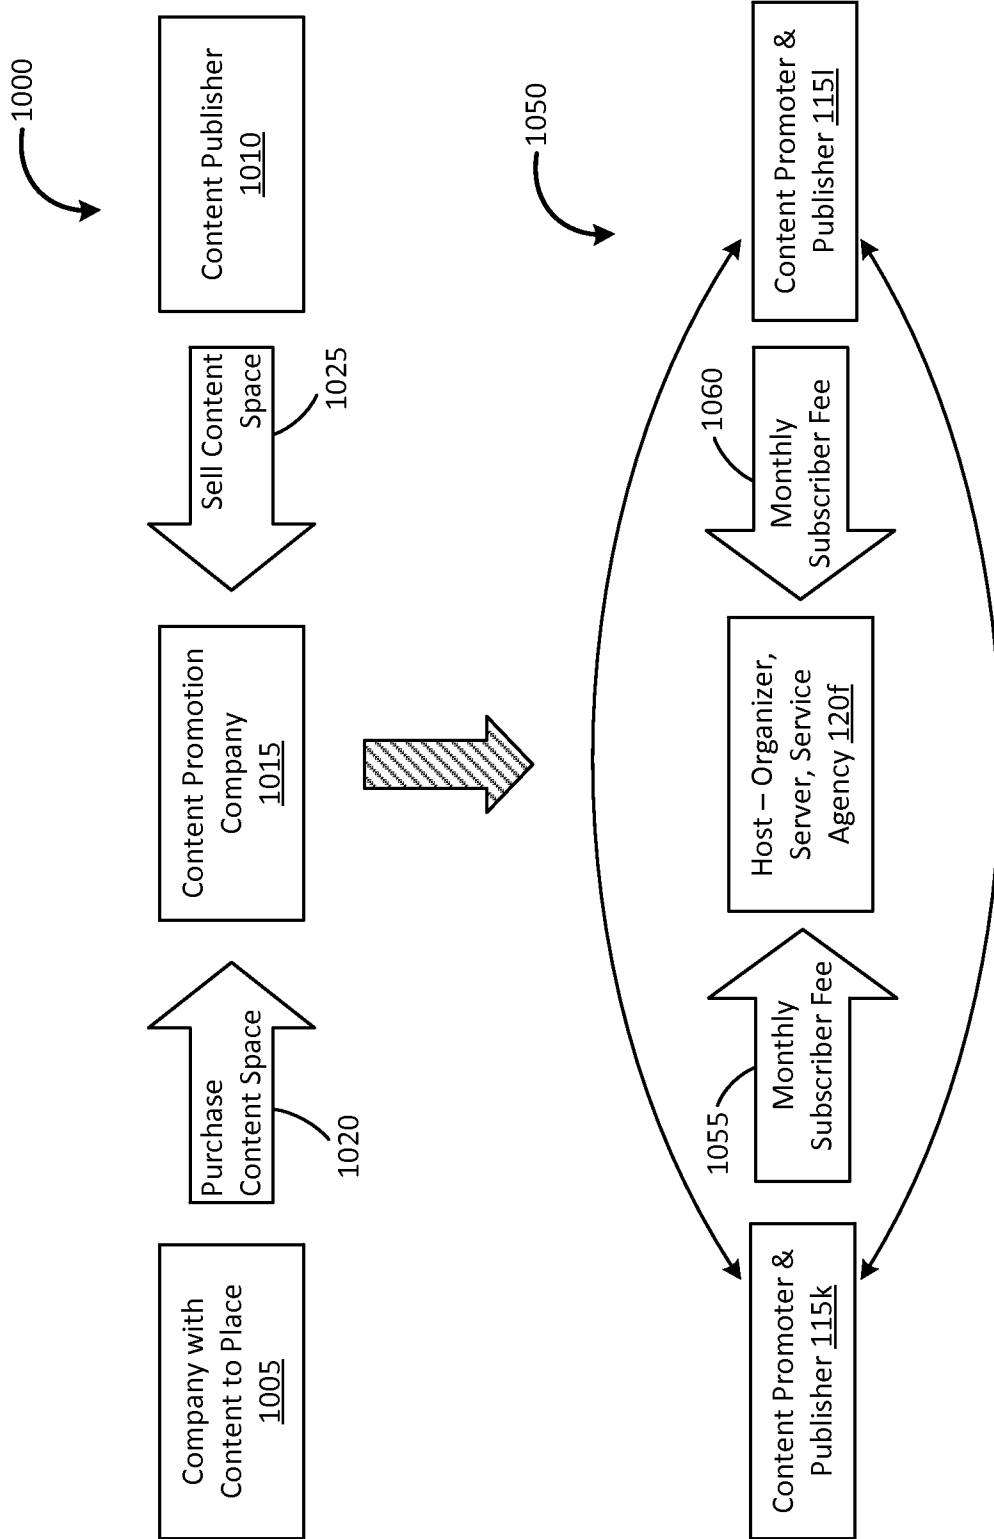 1000
Company with
Content to Place
1005
Purchase
Content Space
1020
Content Promotion
Company
1015
Sell Content
Space
1025
Content Publisher
1010
1050
Content Promoter &
Publisher 115k
1055
Monthly
Subscriber Fee
Host – Organizer,
Server, Service
Agency 120f
1060
Monthly
Subscriber Fee
Content Promoter &
Publisher 115l